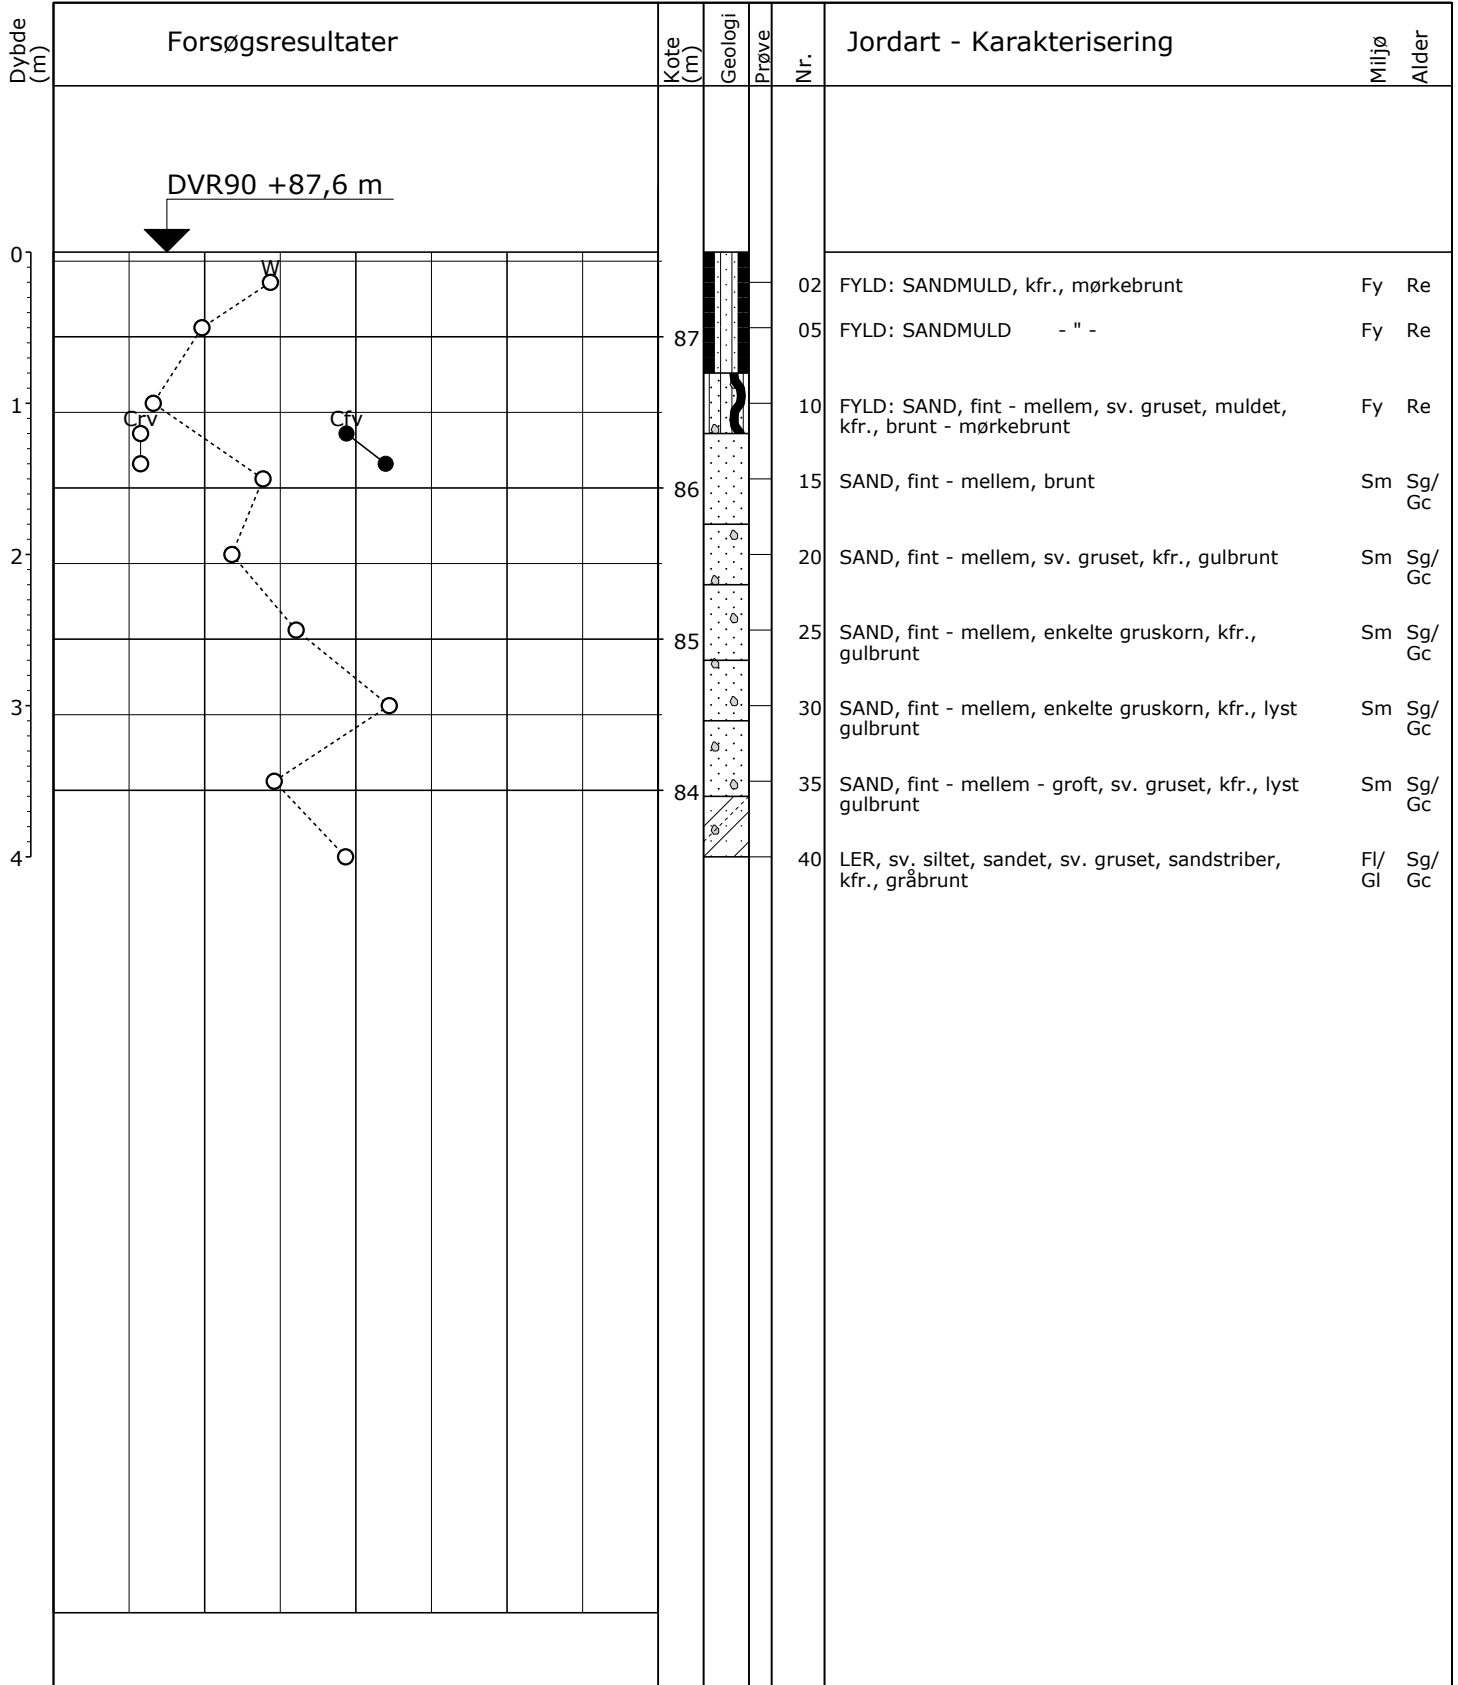 Dybde
(m)
Forsøgsresultater
Kote
(m)
Geologi
Prøve
Nr.
Jordart - Karakterisering
Miljø
Alder
DVR90 +87,6 m
0
W
02 FYLD: SANDMULD, kfr., mørkebrunt Fy Re
87
05 FYLD: SANDMULD - " - Fy Re
1
Crv
Cfv
10 FYLD: SAND, fint - mellem, sv. gruset, muldet, Fy Re
kfr., brunt - mørkebrunt
86
15 SAND, fint - mellem, brunt Sm Sg/
Gc
2
20 SAND, fint - mellem, sv. gruset, kfr., gulbrunt Sm Sg/
Gc
85
25 SAND, fint - mellem, enkelte gruskorn, kfr., Sm Sg/
gulbrunt Gc
3
30 SAND, fint - mellem, enkelte gruskorn, kfr., lyst Sm Sg/
gulbrunt Gc
84
35 SAND, fint - mellem - groft, sv. gruset, kfr., lyst Sm Sg/
gulbrunt Gc
4
40 LER, sv. siltet, sandet, sv. gruset, sandstriber, Fl/ Sg/
kfr., gråbrunt Gl Gc